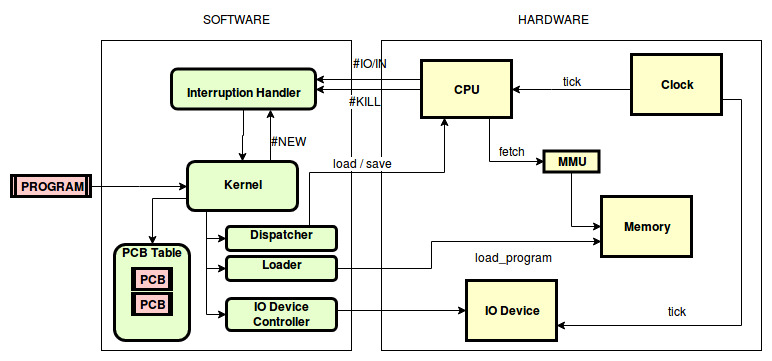 SOFTWARE
HARDWARE
#IO/IN
Interruption Handler
CPU
tick
Clock
#KILL
#NEW
fetch
load / save
MMU
PROGRAM
Kernel
Dispatcher
Memory
PCB Table
Loader
load_program
PCB
PCB
IO Device
Controller
IO Device
tick